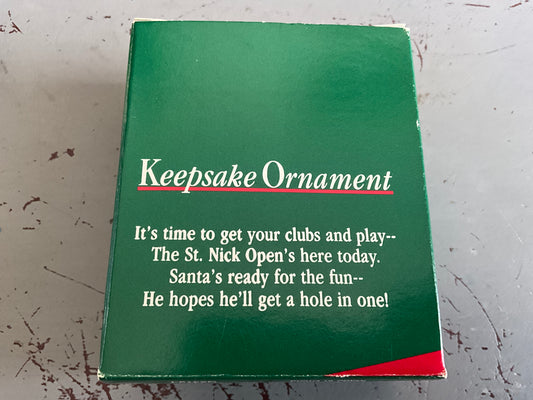 Keepsake Ornament
It's time to get your clubs and play--
The St. Nick Open's here today.
Santa's ready for the fun--
He hopes he'll get a hole in one!